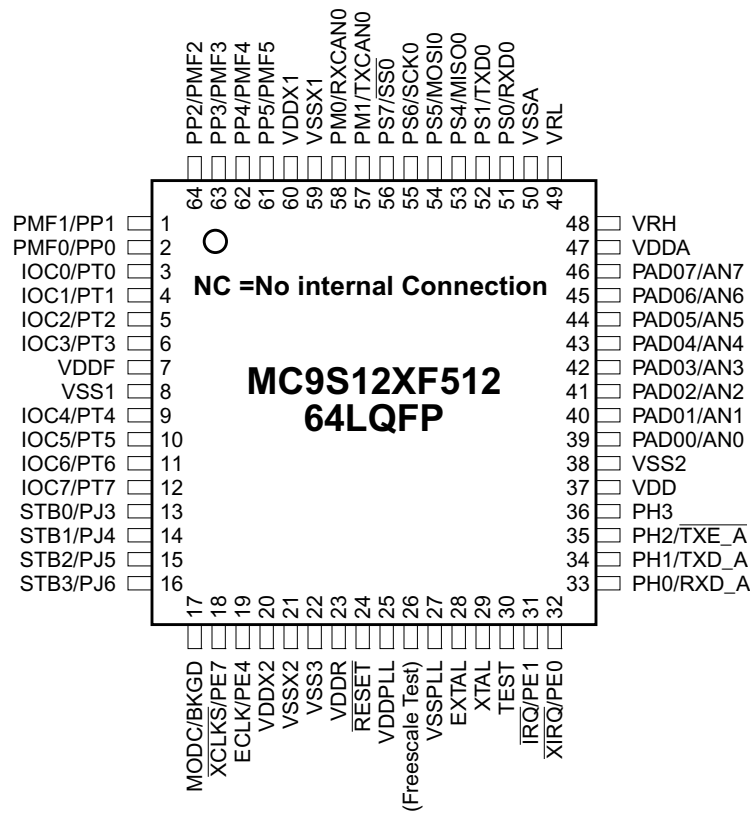 PP2/PMF2
PP3/PMF3
PP4/PMF4
PP5/PMF5
VDDX1
VSSX1
PM0/RXCAN0
PM1/TXCAN0
PS7/SS0
PS6/SCK0
PS5/MOSI0
PS4/MISO0
PS1/TXD0
PS0/RXD0
VSSA
VRL
64
63
62
61
60
59
58
57
56
55
54
53
52
51
50
49
PMF1/PP1 1
PMF0/PP0 2
IOC0/PT0 3
IOC1/PT1 4
IOC2/PT2 5
IOC3/PT3 6
VDDF 7
VSS1 8
IOC4/PT4 9
IOC5/PT5 10
IOC6/PT6 11
IOC7/PT7 12
STB0/PJ3 13
STB1/PJ4 14
STB2/PJ5 15
STB3/PJ6 16
NC =No internal Connection
MC9S12XF512
64LQFP
48 VRH
47 VDDA
46 PAD07/AN7
45 PAD06/AN6
44 PAD05/AN5
43 PAD04/AN4
42 PAD03/AN3
41 PAD02/AN2
40 PAD01/AN1
39 PAD00/AN0
38 VSS2
37 VDD
36 PH3
35 PH2/TXE_A
34 PH1/TXD_A
33 PH0/RXD_A
17
18
19
20
21
22
23
24
25
26
27
28
29
30
31
32
MODC/BKGD
XCLKS/PE7
ECLK/PE4
VDDX2
VSSX2
VSS3
VDDR
RESET
VDDPLL
(Freescale Test)
VSSPLL
EXTAL
XTAL
TEST
IRQ/PE1
XIRQ/PE0